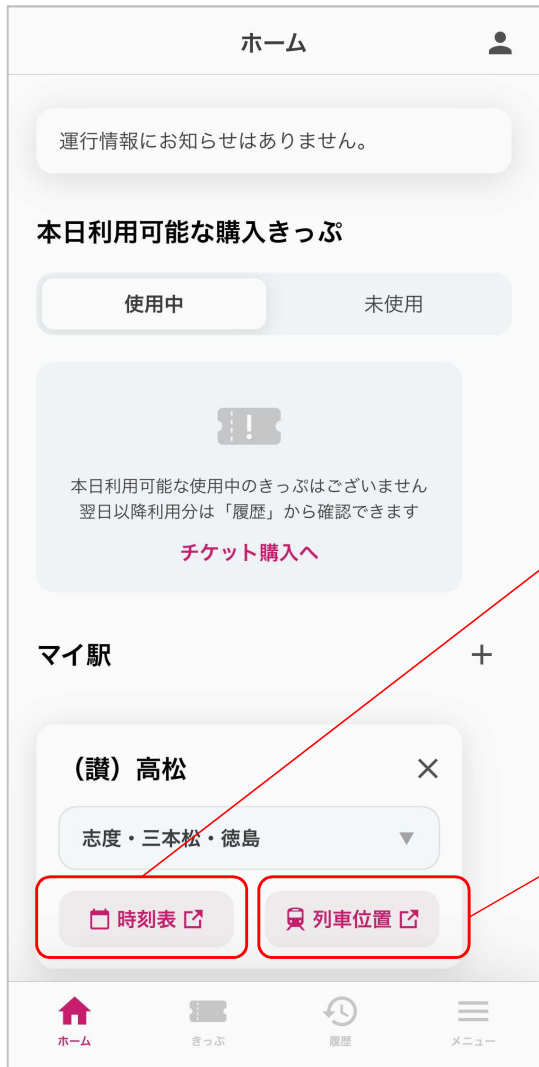 ホーム
運行情報にお知らせはありません。
本日利用可能な購入きっぷ
使用中
未使用
本日利用可能な使用中のきっぷはございません
翌日以降利用分は「履歴」から確認できます
チケット購入へ
マイ駅
（讃）高松
志度・三本松・徳島
時刻表
列車位置
ホーム
きっぷ
履歴
メニュー